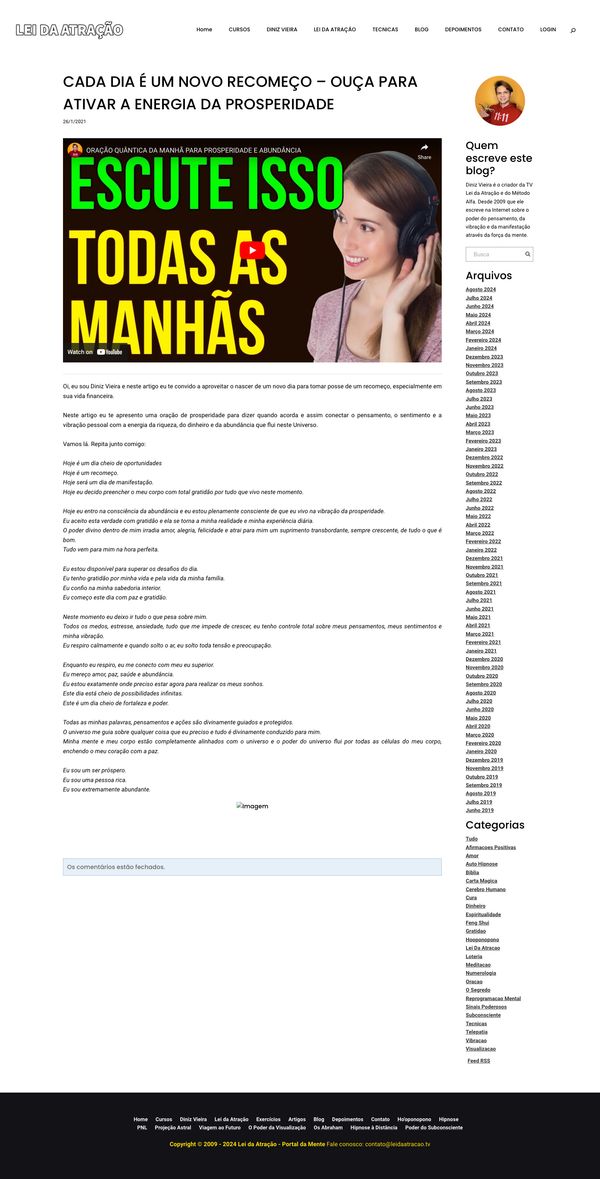 LEI DA ATRAÇÃO
Home CURSOS DINIZ VIEIRA LEI DA ATRAÇÃO TECNICAS BLOG DEPOIMENTOS CONTATO LOGIN
CADA DIA É UM NOVO RECOMEÇO – OUÇA PARA
ATIVAR A ENERGIA DA PROSPERIDADE
26/1/2021
ORAÇÃO QUÂNTICA DA MANHÃ PARA PROSPERIDADE E ABUNDÂNCIA
Share
ESCUTE ISSO
TODAS AS
MANHÃS
Watch on YouTube
Oi, eu sou Diniz Vieira e neste artigo eu te convido a aproveitar o nascer de um novo dia para tomar posse de um recomeço, especialmente em
sua vida financeira.
Neste artigo eu te apresento uma oração de prosperidade para dizer quando acorda e assim conectar o pensamento, o sentimento e a
vibração pessoal com a energia da riqueza, do dinheiro e da abundância que flui neste Universo.
Vamos lá. Repita junto comigo:
Hoje é um dia cheio de oportunidades
Hoje é um recomeço.
Hoje será um dia de manifestação.
Hoje eu decido preencher o meu corpo com total gratidão por tudo que vivo neste momento.
Hoje eu entro na consciência da abundância e eu estou plenamente consciente de que eu vivo na vibração da prosperidade.
Eu aceito esta verdade com gratidão e ela se torna a minha realidade e minha experiência diária.
O poder divino dentro de mim irradia amor, alegria, felicidade e atrai para mim um suprimento transbordante, sempre crescente, de tudo o que é
bom.
Tudo vem para mim na hora perfeita.
Eu estou disponível para superar os desafios do dia.
Eu tenho gratidão por minha vida e pela vida da minha família.
Eu confio na minha sabedoria interior.
Eu começo este dia com paz e gratidão.
Neste momento eu deixo ir tudo o que pesa sobre mim.
Todos os medos, estresse, ansiedade, tudo que me impede de crescer, eu tenho controle total sobre meus pensamentos, meus sentimentos e
minha vibração.
Eu respiro calmamente e quando solto o ar, eu solto toda tensão e preocupação.
Enquanto eu respiro, eu me conecto com meu eu superior.
Eu mereço amor, paz, saúde e abundância.
Eu estou exatamente onde preciso estar agora para realizar os meus sonhos.
Este dia está cheio de possibilidades infinitas.
Este é um dia cheio de fortaleza e poder.
Todas as minhas palavras, pensamentos e ações são divinamente guiados e protegidos.
O universo me guia sobre qualquer coisa que eu preciso e tudo é divinamente conduzido para mim.
Minha mente e meu corpo estão completamente alinhados com o universo e o poder do universo flui por todas as células do meu corpo,
enchendo o meu coração com a paz.
Eu sou um ser próspero.
Eu sou uma pessoa rica.
Eu sou extremamente abundante.
Imagem
Os comentários estão fechados.
11:11
Quem
escreve este
blog?
Diniz Vieira é o criador da TV
Lei da Atração e do Método
Alfa. Desde 2009 que ele
escreve na Internet sobre o
poder do pensamento, da
vibração e da manifestação
através da força da mente.
Busca
Arquivos
Agosto 2024
Julho 2024
Junho 2024
Maio 2024
Abril 2024
Março 2024
Fevereiro 2024
Janeiro 2024
Dezembro 2023
Novembro 2023
Outubro 2023
Setembro 2023
Agosto 2023
Julho 2023
Junho 2023
Maio 2023
Abril 2023
Março 2023
Fevereiro 2023
Janeiro 2023
Dezembro 2022
Novembro 2022
Outubro 2022
Setembro 2022
Agosto 2022
Julho 2022
Junho 2022
Maio 2022
Abril 2022
Março 2022
Fevereiro 2022
Janeiro 2022
Dezembro 2021
Novembro 2021
Outubro 2021
Setembro 2021
Agosto 2021
Julho 2021
Junho 2021
Maio 2021
Abril 2021
Março 2021
Fevereiro 2021
Janeiro 2021
Dezembro 2020
Novembro 2020
Outubro 2020
Setembro 2020
Agosto 2020
Julho 2020
Junho 2020
Maio 2020
Abril 2020
Março 2020
Fevereiro 2020
Janeiro 2020
Dezembro 2019
Novembro 2019
Outubro 2019
Setembro 2019
Agosto 2019
Julho 2019
Junho 2019
Categorias
Tudo
Afirmacoes Positivas
Amor
Auto Hipnose
Biblia
Carta Magica
Cerebro Humano
Cura
Dinheiro
Espiritualidade
Feng Shui
Gratidao
Hooponopono
Lei Da Atracao
Loteria
Meditacao
Numerologia
Oracao
O Segredo
Reprogramacao Mental
Sinais Poderosos
Subconsciente
Tecnicas
Telepatia
Vibracao
Visualizacao
Feed RSS
Home Cursos Diniz Vieira Lei da Atração Exercícios Artigos Blog Depoimentos Contato Ho'oponopono Hipnose
PNL Projeção Astral Viagem ao Futuro O Poder da Visualização Os Abraham Hipnose à Distância Poder do Subconsciente
Copyright © 2009 - 2024 Lei da Atração - Portal da Mente Fale conosco: contato@leidaatracao.tv